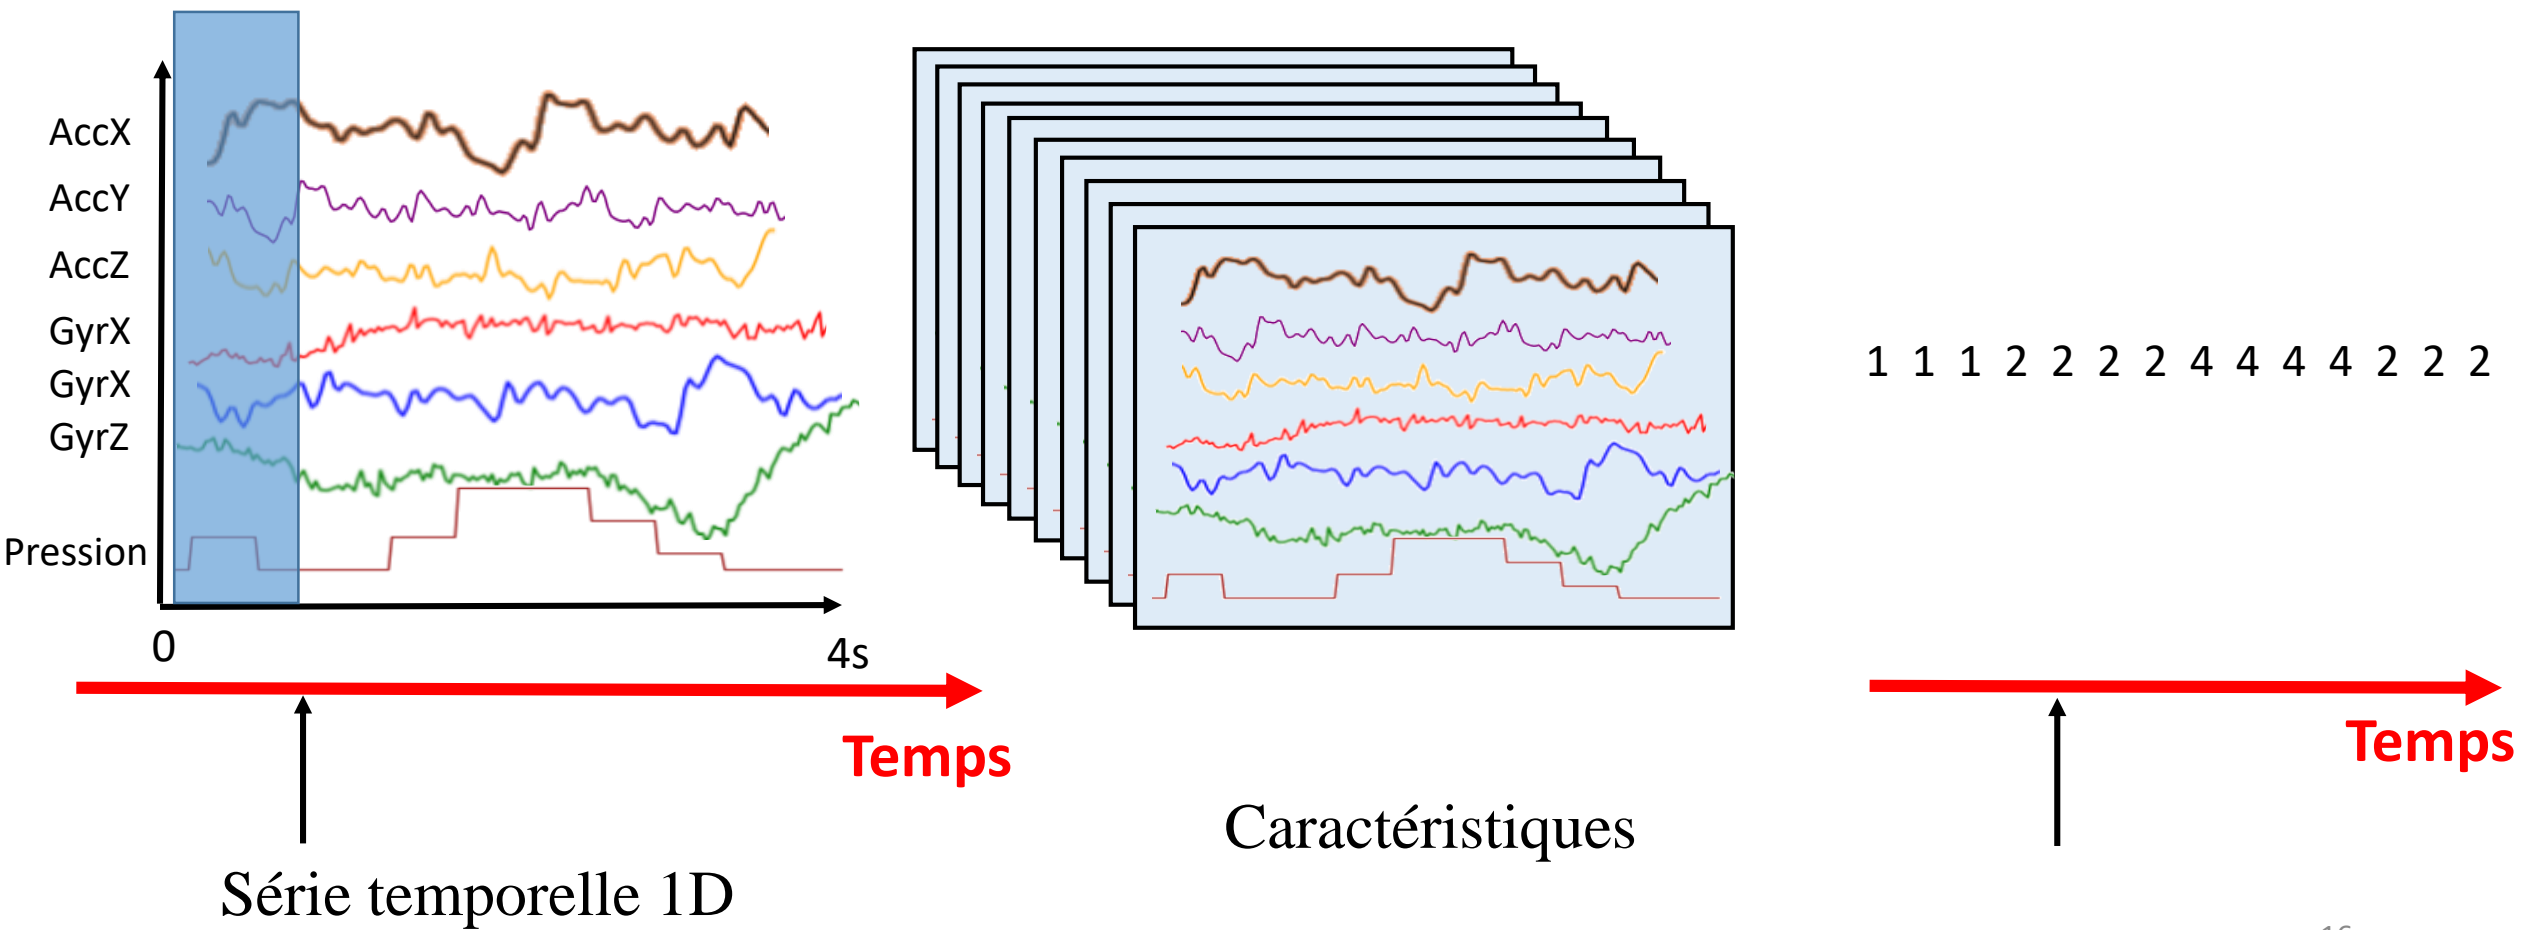 AccX
AccY
AccZ
GyrX
GyrX
GyrZ
Pression
0
4s
Temps
Série temporelle 1D
Caractéristiques
1 1 1 2 2 2 2 4 4 4 4 2 2 2
Temps